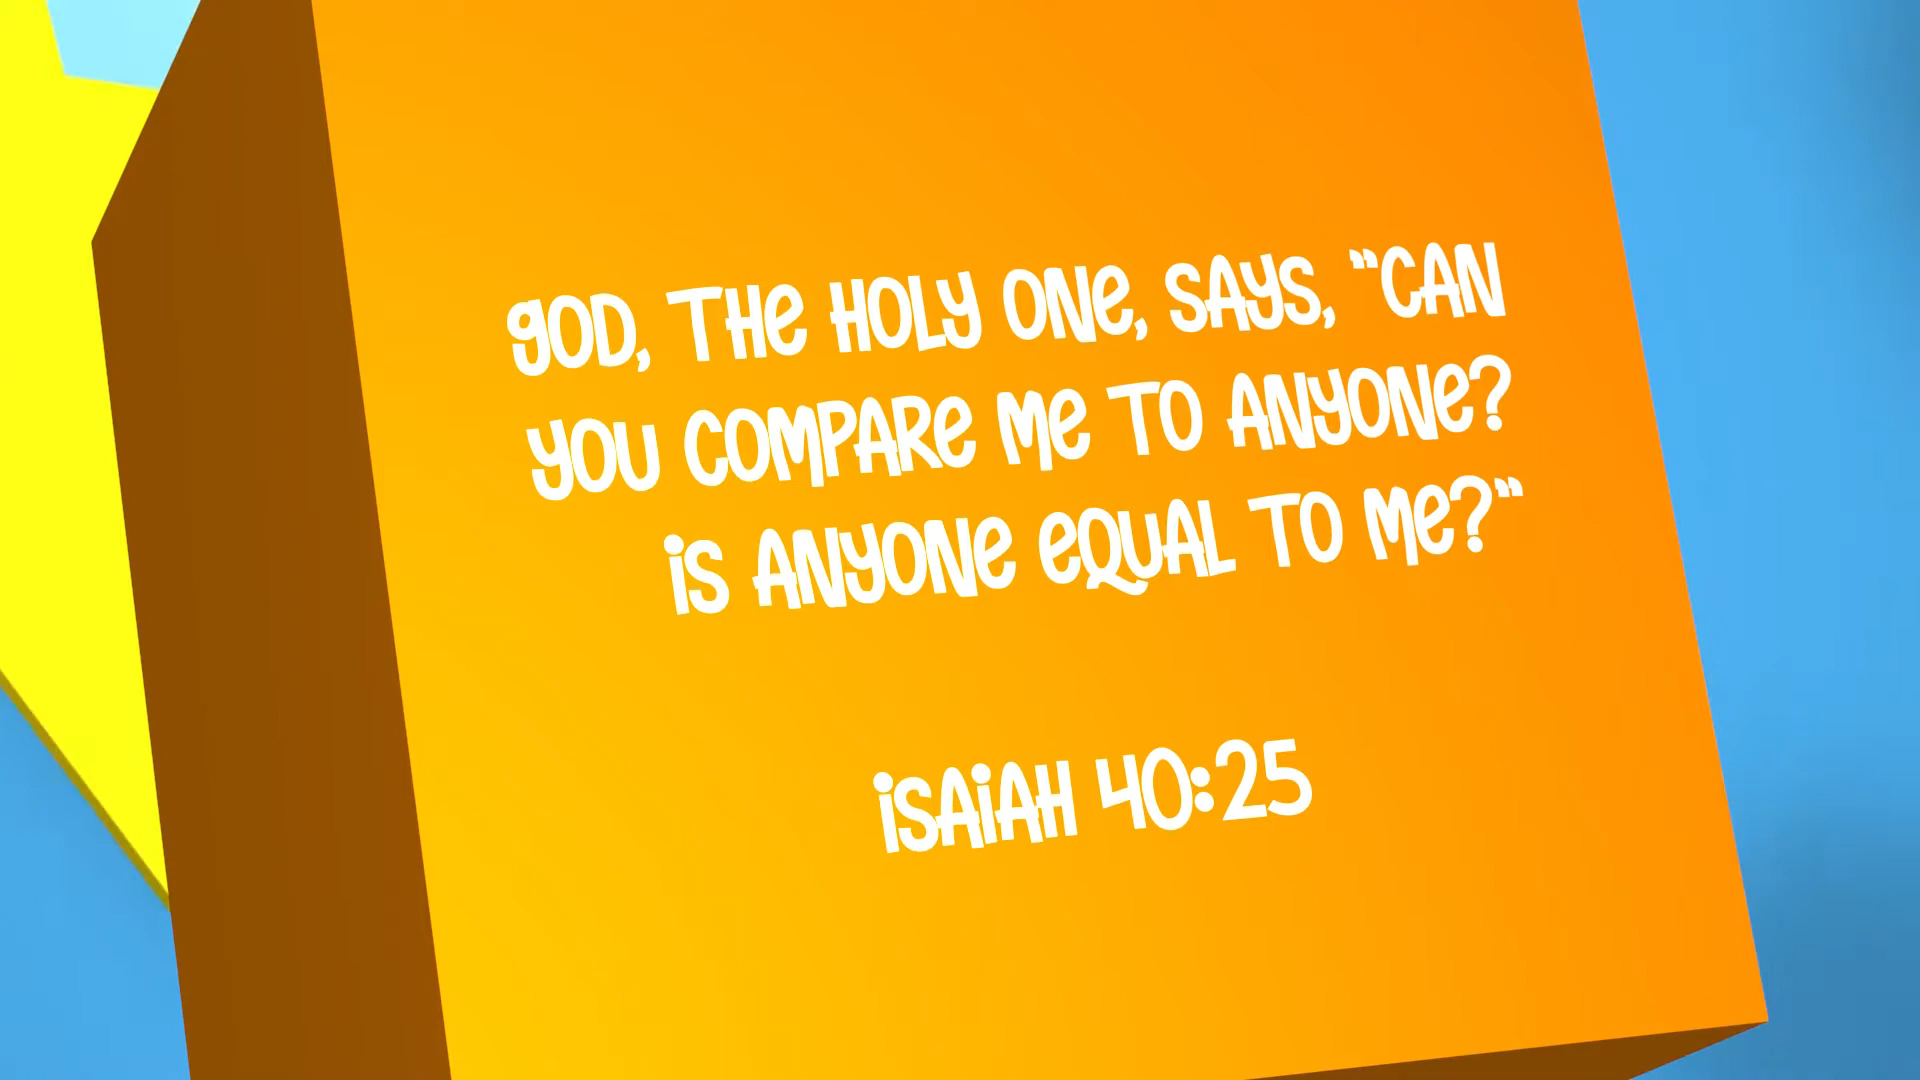 GOD, THE HOLY ONE, SAYS, "CAN
YOU COMPARE ME TO ANYONE?
IS ANYONE EQUAL TO ME?"
ISAIAH 40:25